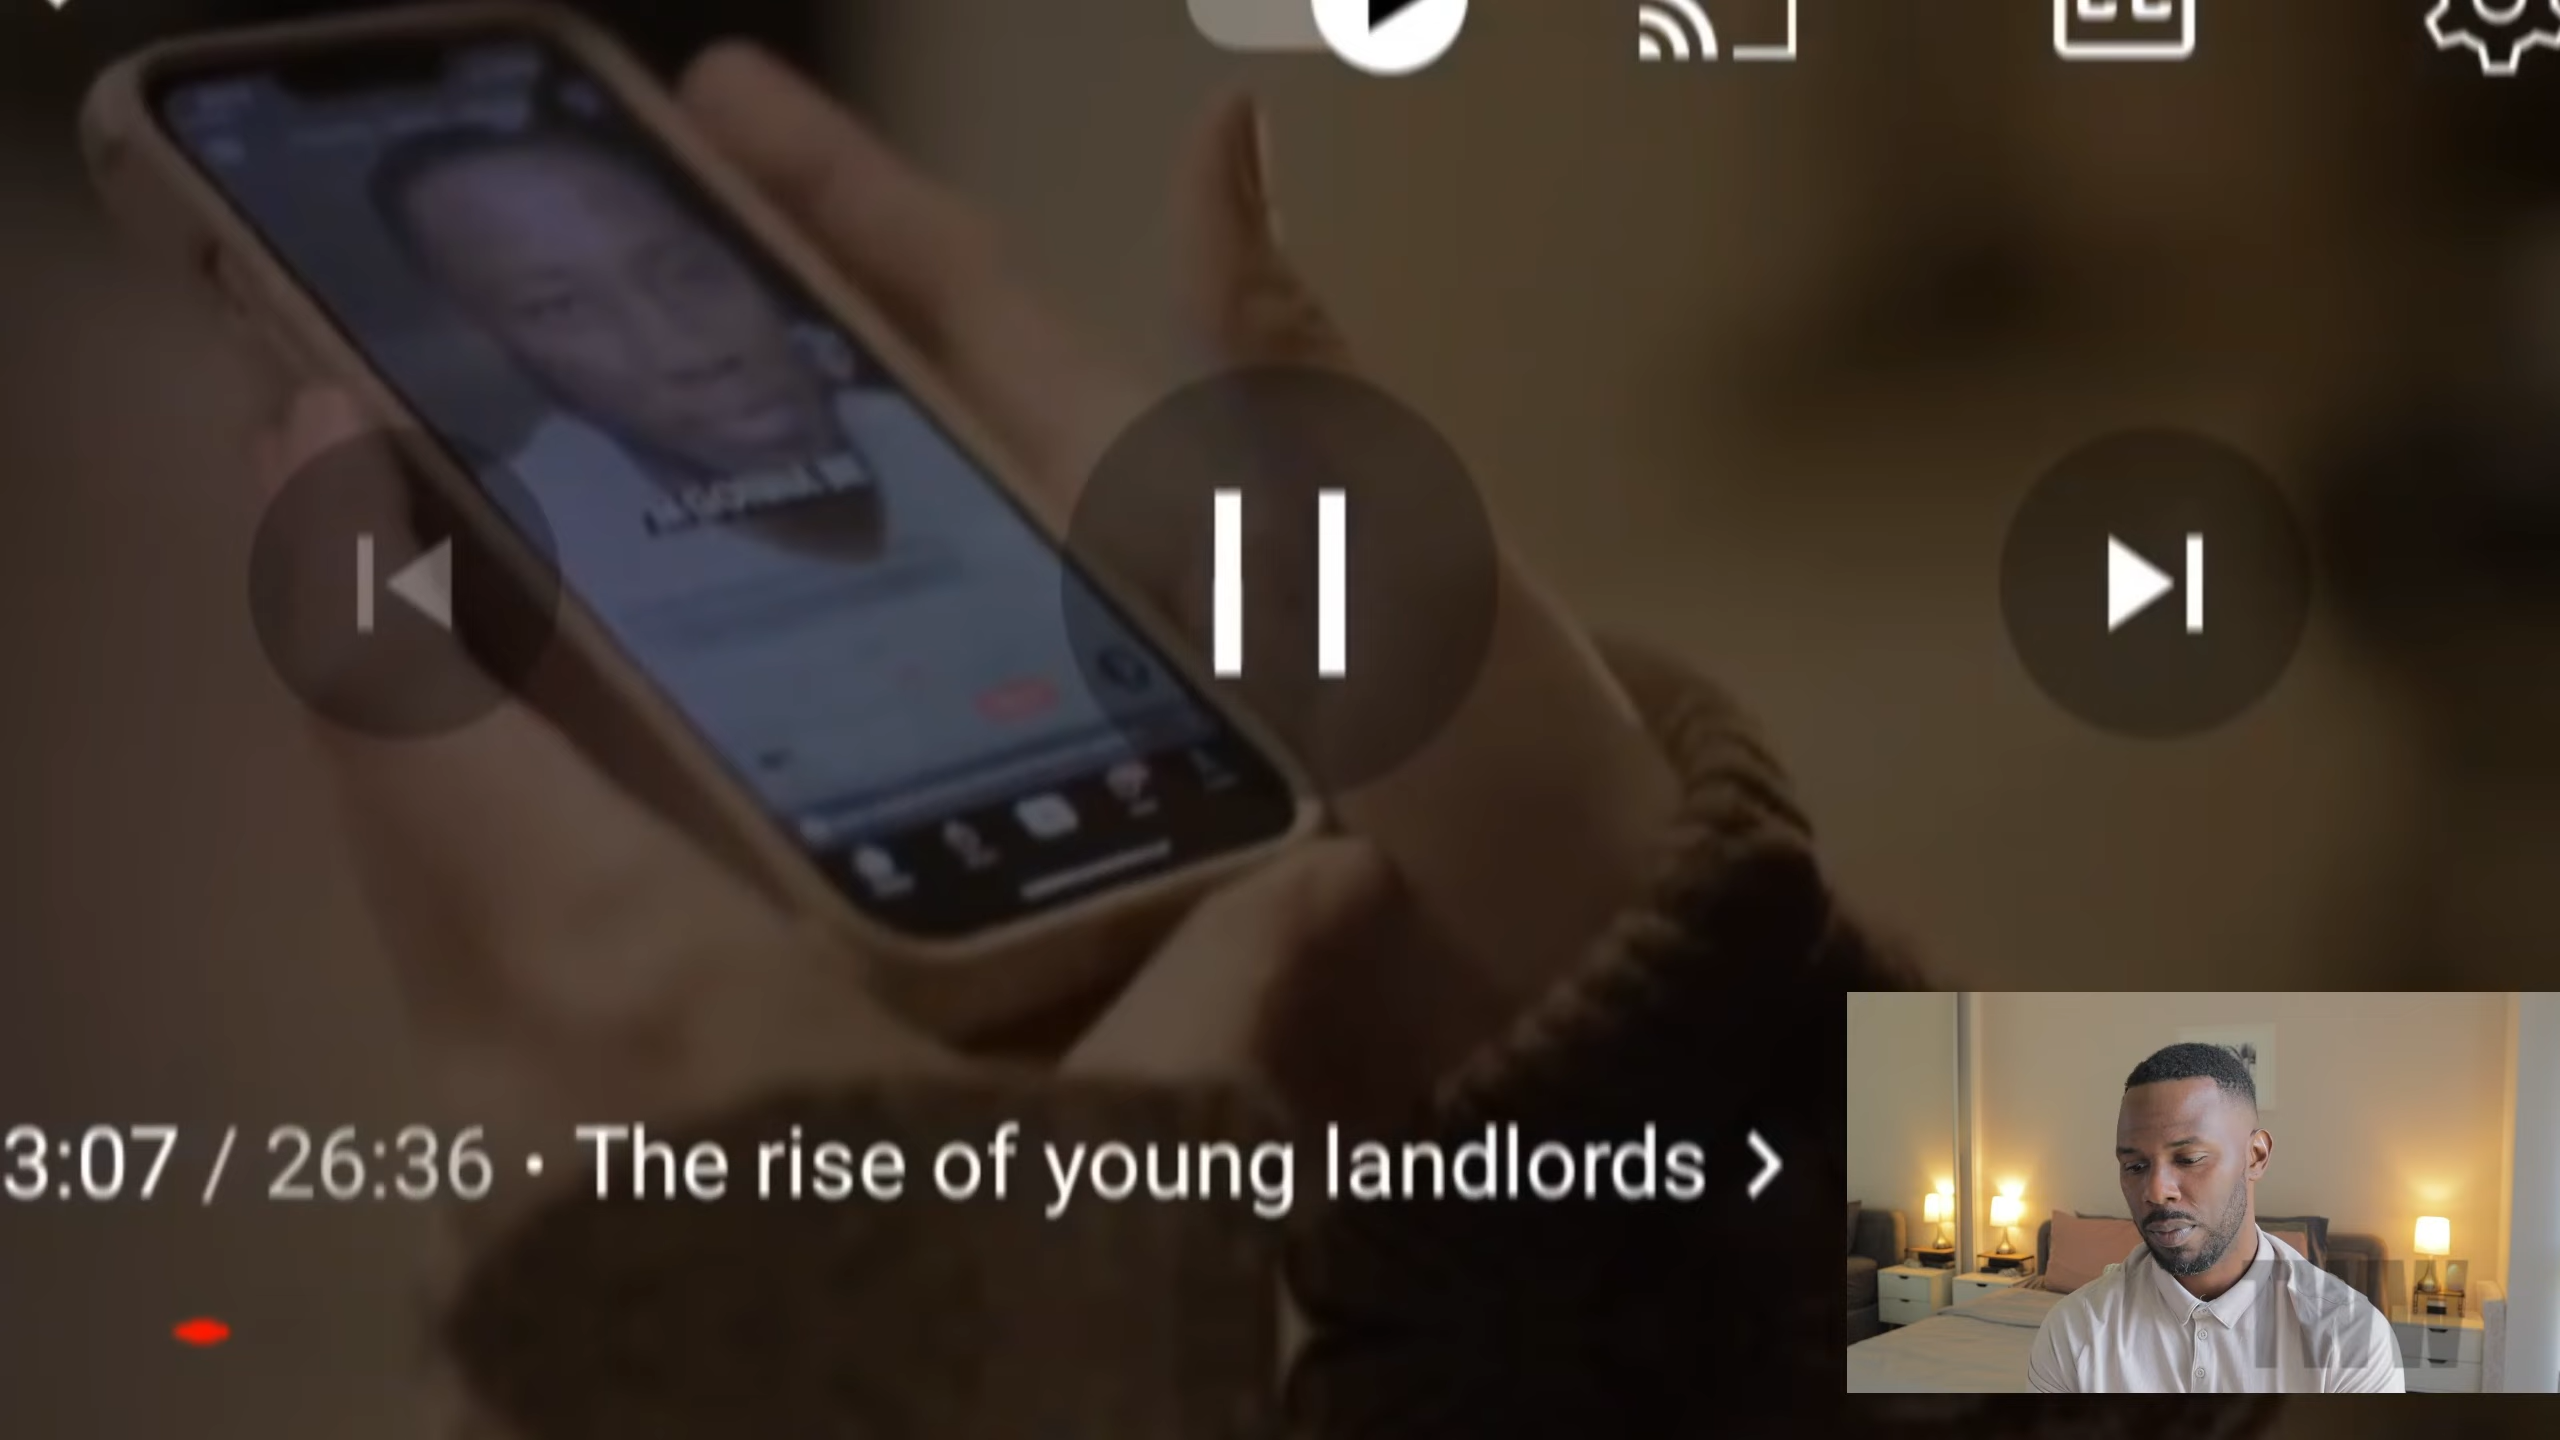 3:07 / 26:36 • The rise of young landlords >